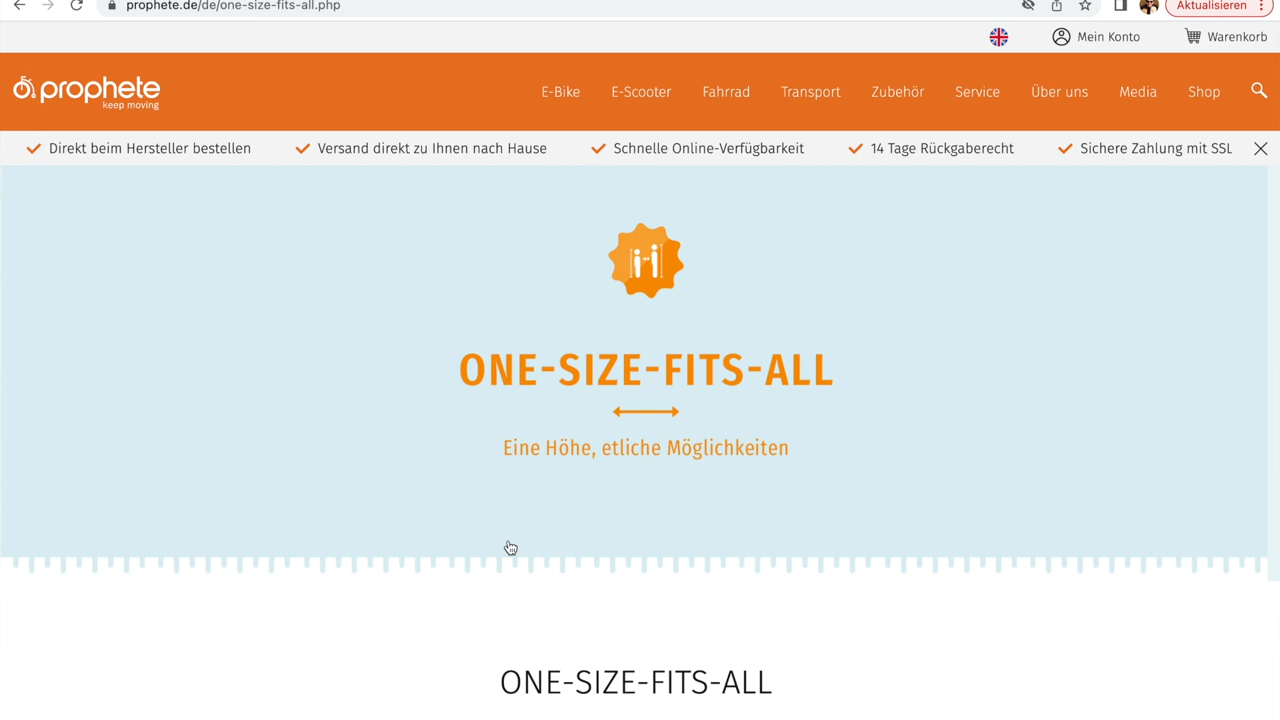 prophete.de/de/one-size-fits-all.php
Aktualisieren
Mein Konto
Warenkorb
prophete
keep moving
E-Bike
E-Scooter
Fahrrad
Transport
Zubehör
Service
Über uns
Media
Shop
Direkt beim Hersteller bestellen
Versand direkt zu Ihnen nach Hause
Schnelle Online-Verfügbarkeit
14 Tage Rückgaberecht
Sichere Zahlung mit SSL
ONE-SIZE-FITS-ALL
Eine Höhe, etliche Möglichkeiten
ONE-SIZE-FITS-ALL